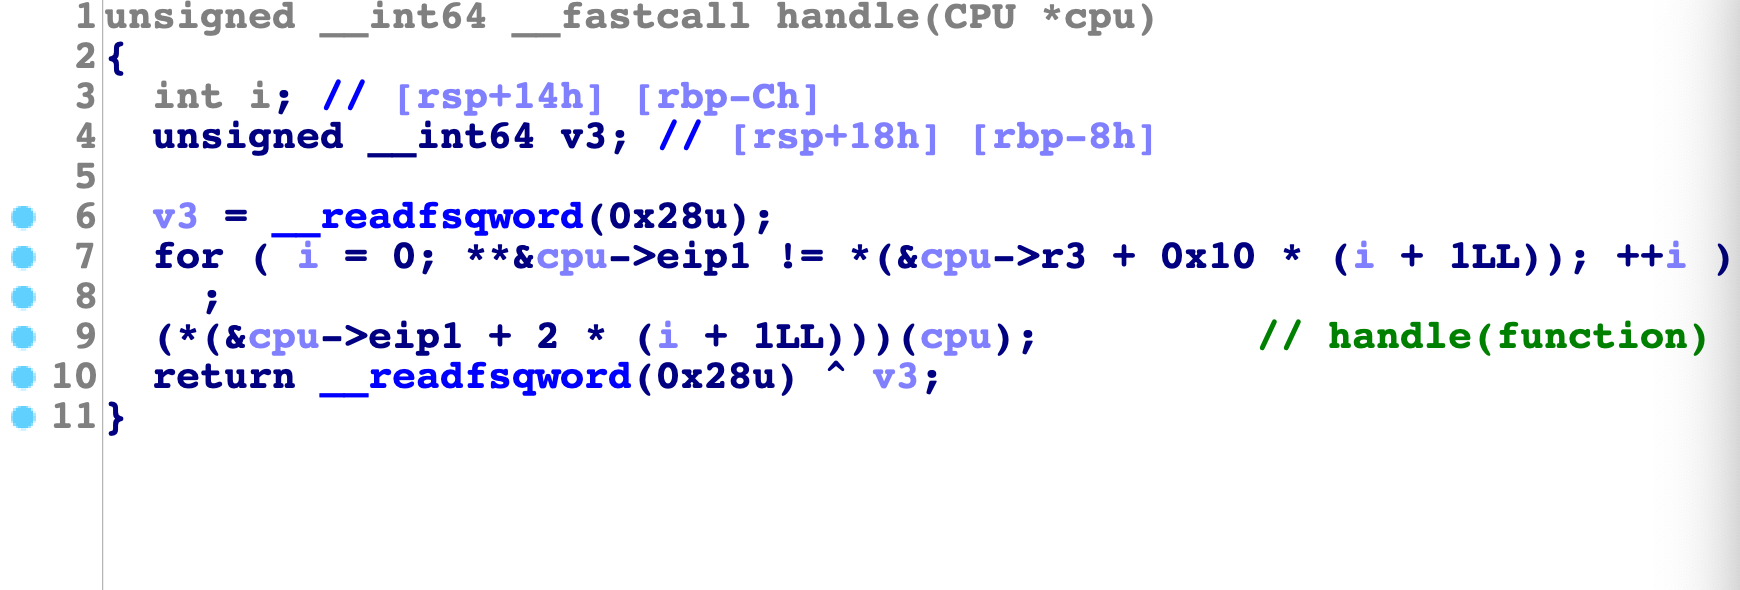 1 unsigned __int64 __fastcall handle(CPU *cpu)
2 {
3 int i; // [rsp+14h] [rbp-Ch]
4 unsigned __int64 v3; // [rsp+18h] [rbp-8h]
5
6 v3 = __readfsqword(0x28u);
7 for ( i = 0; **&cpu->eip1 != *(&cpu->r3 + 0x10 * (i + 1LL)); ++i )
8 ;
9 (*(&cpu->eip1 + 2 * (i + 1LL)))(cpu); // handle(function)
10 return __readfsqword(0x28u) ^ v3;
11 }